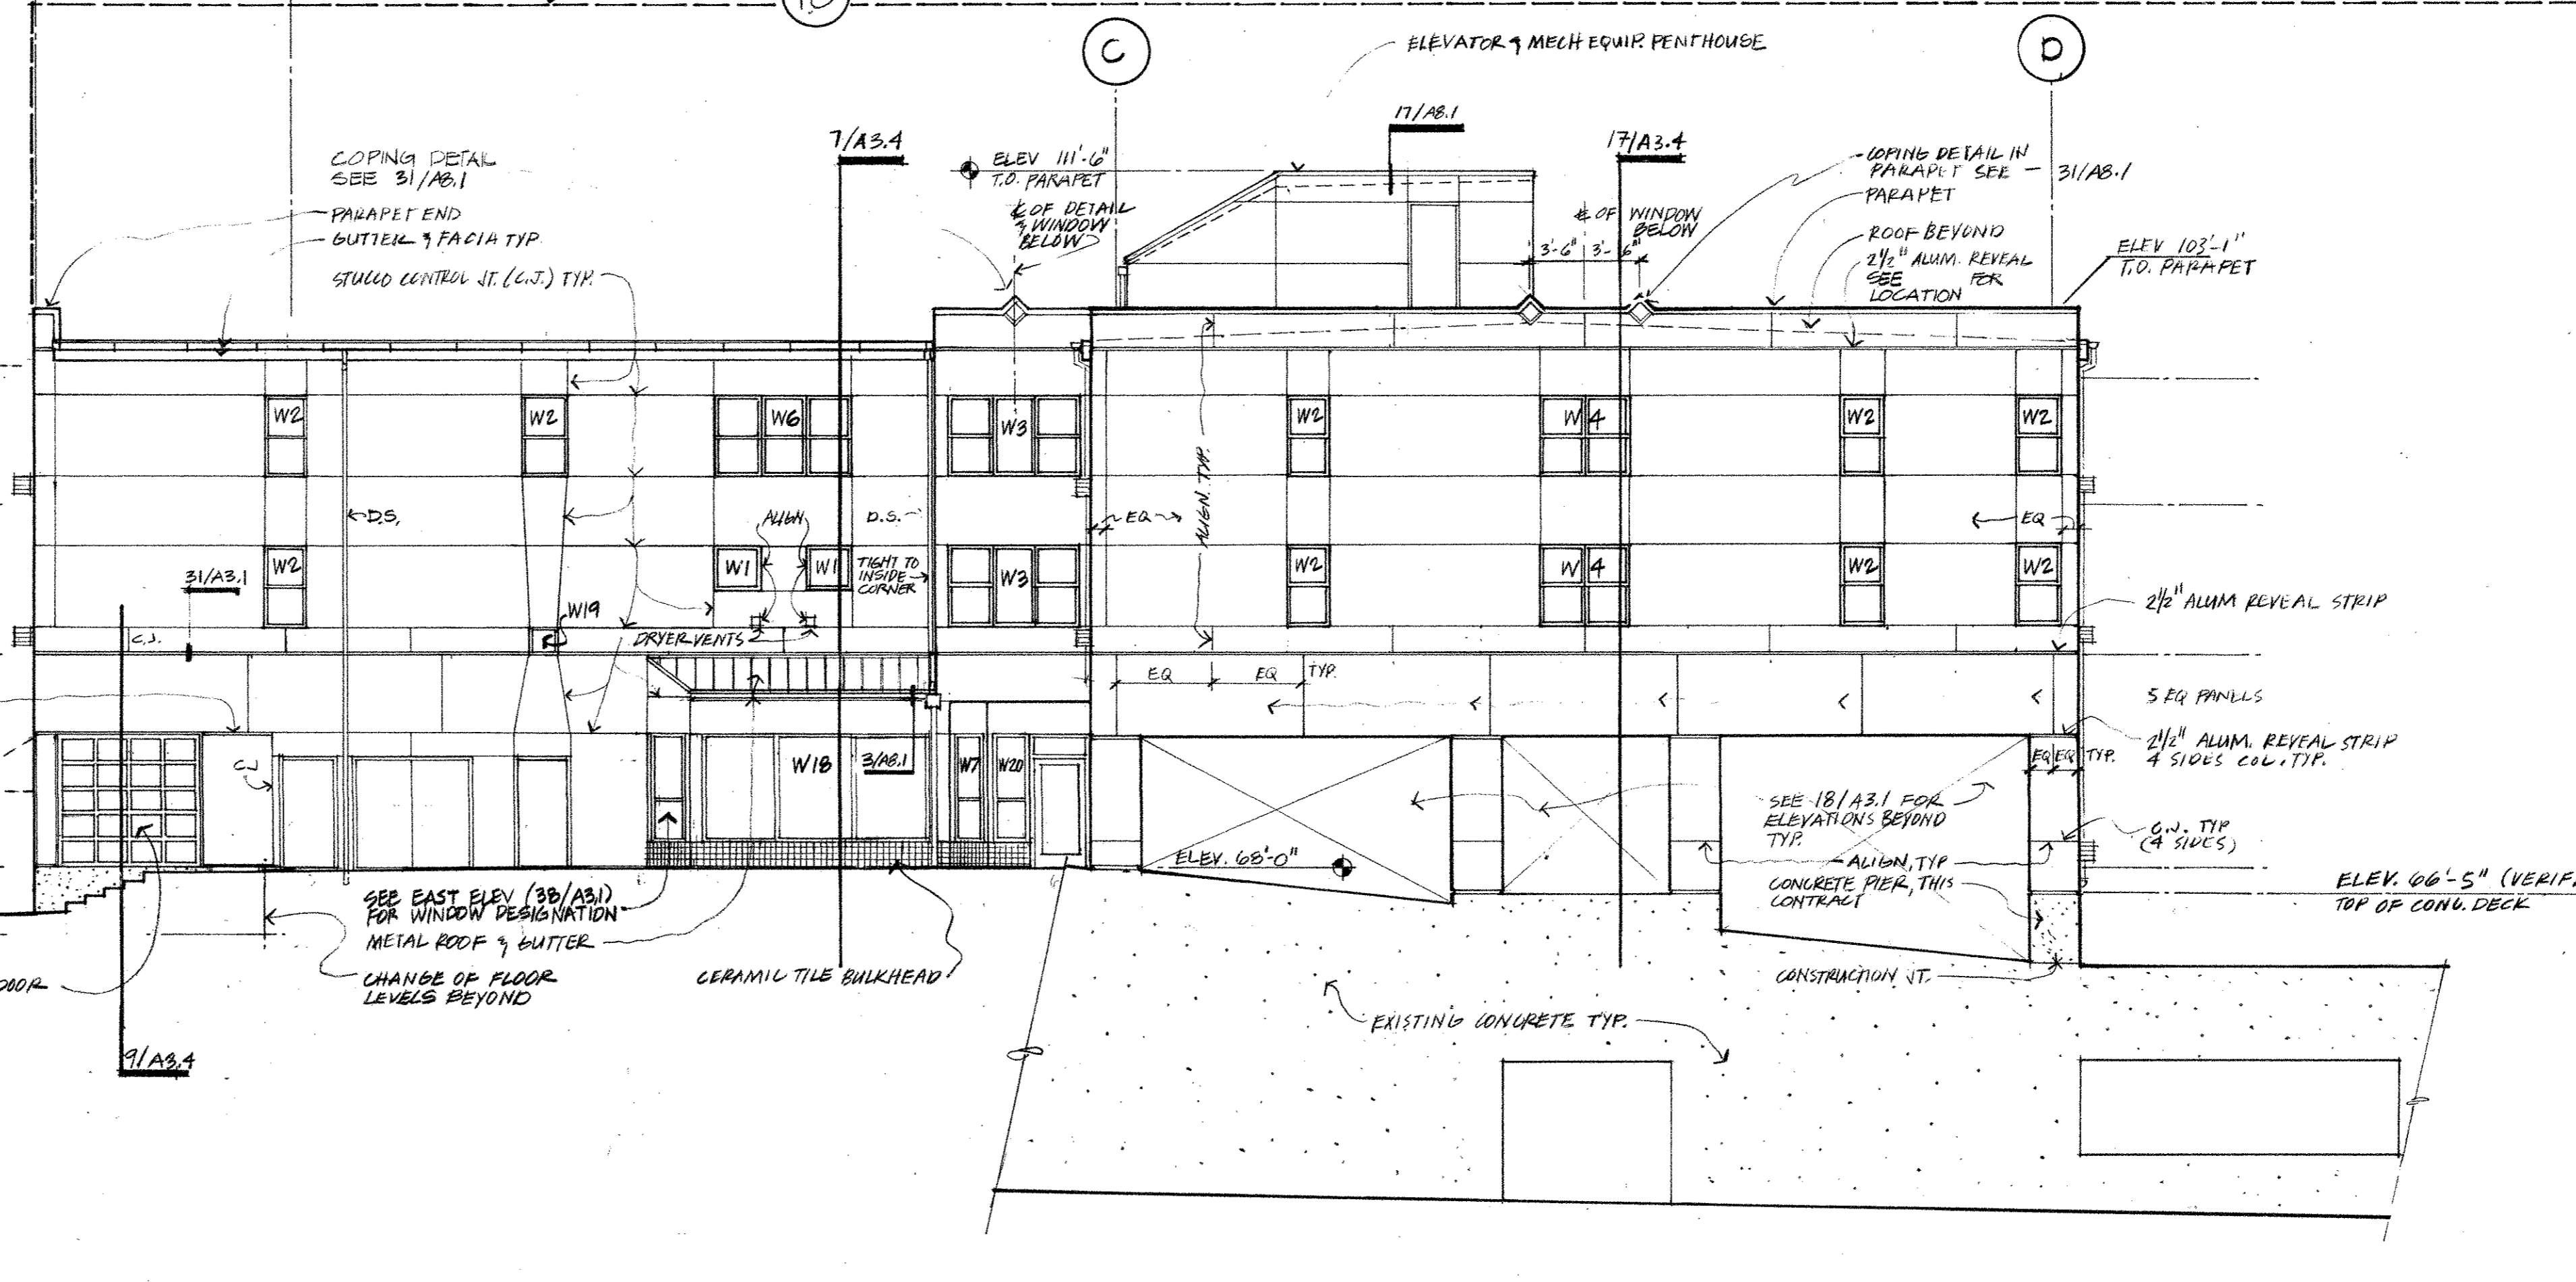 C
D
ELEVATOR & MECH EQUIP. PENTHOUSE
17/A8.1
7/A3.4
17/A3.4
COPING DETAIL
SEE 31/A8.1
PARAPET END
GUTTER & FACIA TYP.
STUCCO CONTROL JT. (C.J.) TYP.
ELEV 111'-6"
T.O. PARAPET
℄ OF DETAIL
& WINDOW
BELOW
℄ OF WINDOW
BELOW
3'-6" 3'-6"
COPING DETAIL IN
PARAPET SEE - 31/A8.1
PARAPET
ROOF BEYOND
2½" ALUM. REVEAL
SEE FOR
LOCATION
ELEV 103'-1"
T.O. PARAPET
W2
W2
W6
W3
W2
W4
W2
W2
D.S.
ALIGN
D.S.
EQ
ALIGN TYP.
EQ
31/A3.1
W2
W1
W1
TIGHT TO
INSIDE
CORNER
W3
W2
W4
W2
W2
2½" ALUM REVEAL STRIP
C.J.
W19
DRYER VENTS
EQ EQ TYP.
5 EQ PANELS
2½" ALUM. REVEAL STRIP
4 SIDES COL. TYP.
EQ EQ TYP.
CJ
W18
3/A8.1
W7
W20
SEE 18/A3.1 FOR
ELEVATIONS BEYOND
TYP.
C.J. TYP
(4 SIDES)
ELEV. 68'-0"
ALIGN, TYP
CONCRETE PIER, THIS
CONTRACT
ELEV. 66'-5" (VERIF.
TOP OF CONC. DECK
SEE EAST ELEV (38/A3.1)
FOR WINDOW DESIGNATION
METAL ROOF & GUTTER
CHANGE OF FLOOR
LEVELS BEYOND
CERAMIC TILE BULKHEAD
CONSTRUCTION JT.
DOOR
EXISTING CONCRETE TYP.
9/A3.4